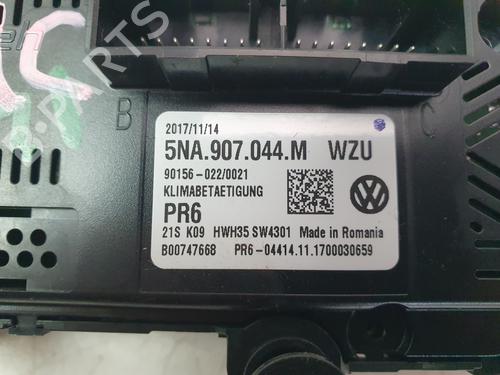 B
C
2017/11/14
5NA.907.044.M WZU
90156-022/0021
KLIMABETAETIGUNG
PR6
21S K09 HWH35 SW4301 Made in Romania
B00747668 PR6-04414.11.1700030659